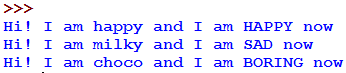 >>>
Hi! I am happy and I am HAPPY now
Hi! I am milky and I am SAD now
Hi! I am choco and I am BORING now